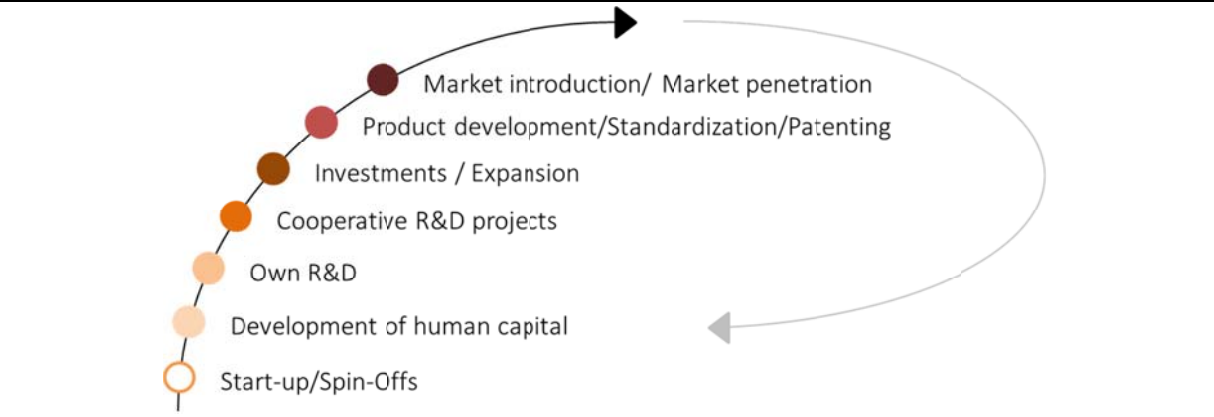 Market introduction/ Market penetration
Product development/Standardization/Patenting
Investments / Expansion
Cooperative R&D projects
Own R&D
Development of human capital
Start-up/Spin-Offs